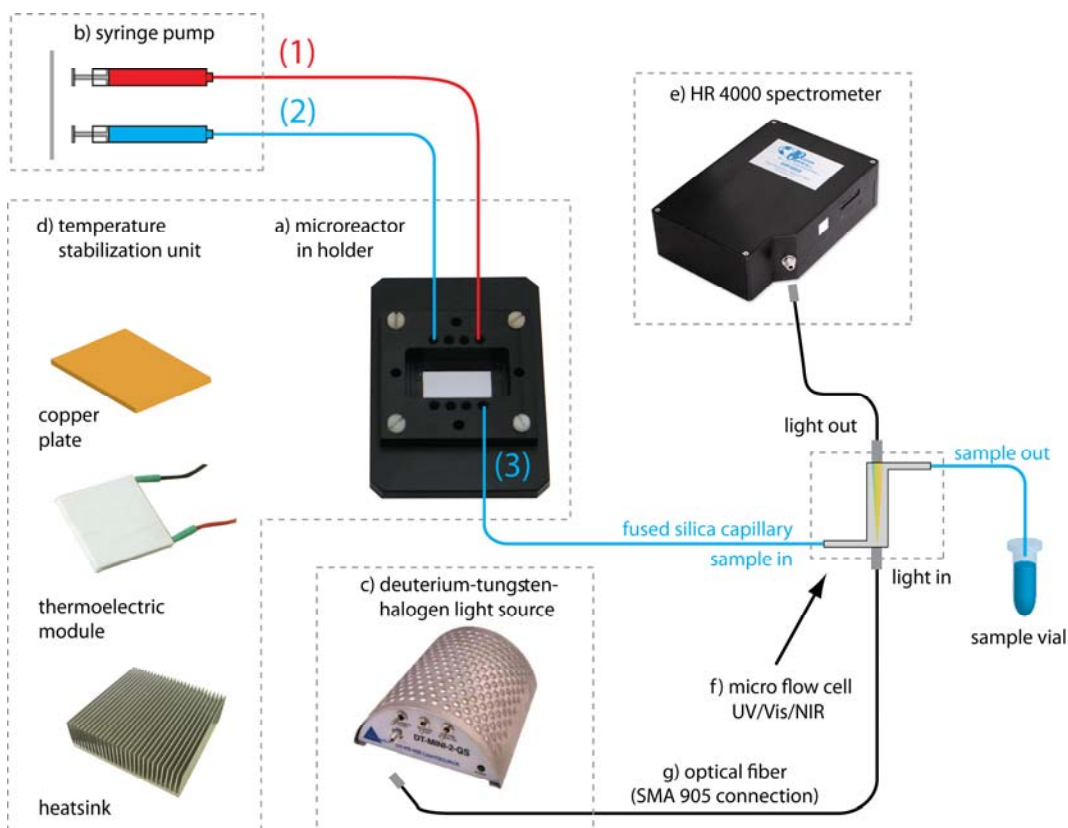 b) syringe pump
(1)
(2)
e) HR 4000 spectrometer
d) temperature
stabilization unit
a) microreactor
in holder
copper
plate
(3)
light out
sample out
fused silica capillary
sample in
light in
thermoelectric
module
c) deuterium-tungsten-
halogen light source
sample vial
DT-MINI-2-GS
f) micro flow cell
UV/Vis/NIR
g) optical fiber
(SMA 905 connection)
heatsink